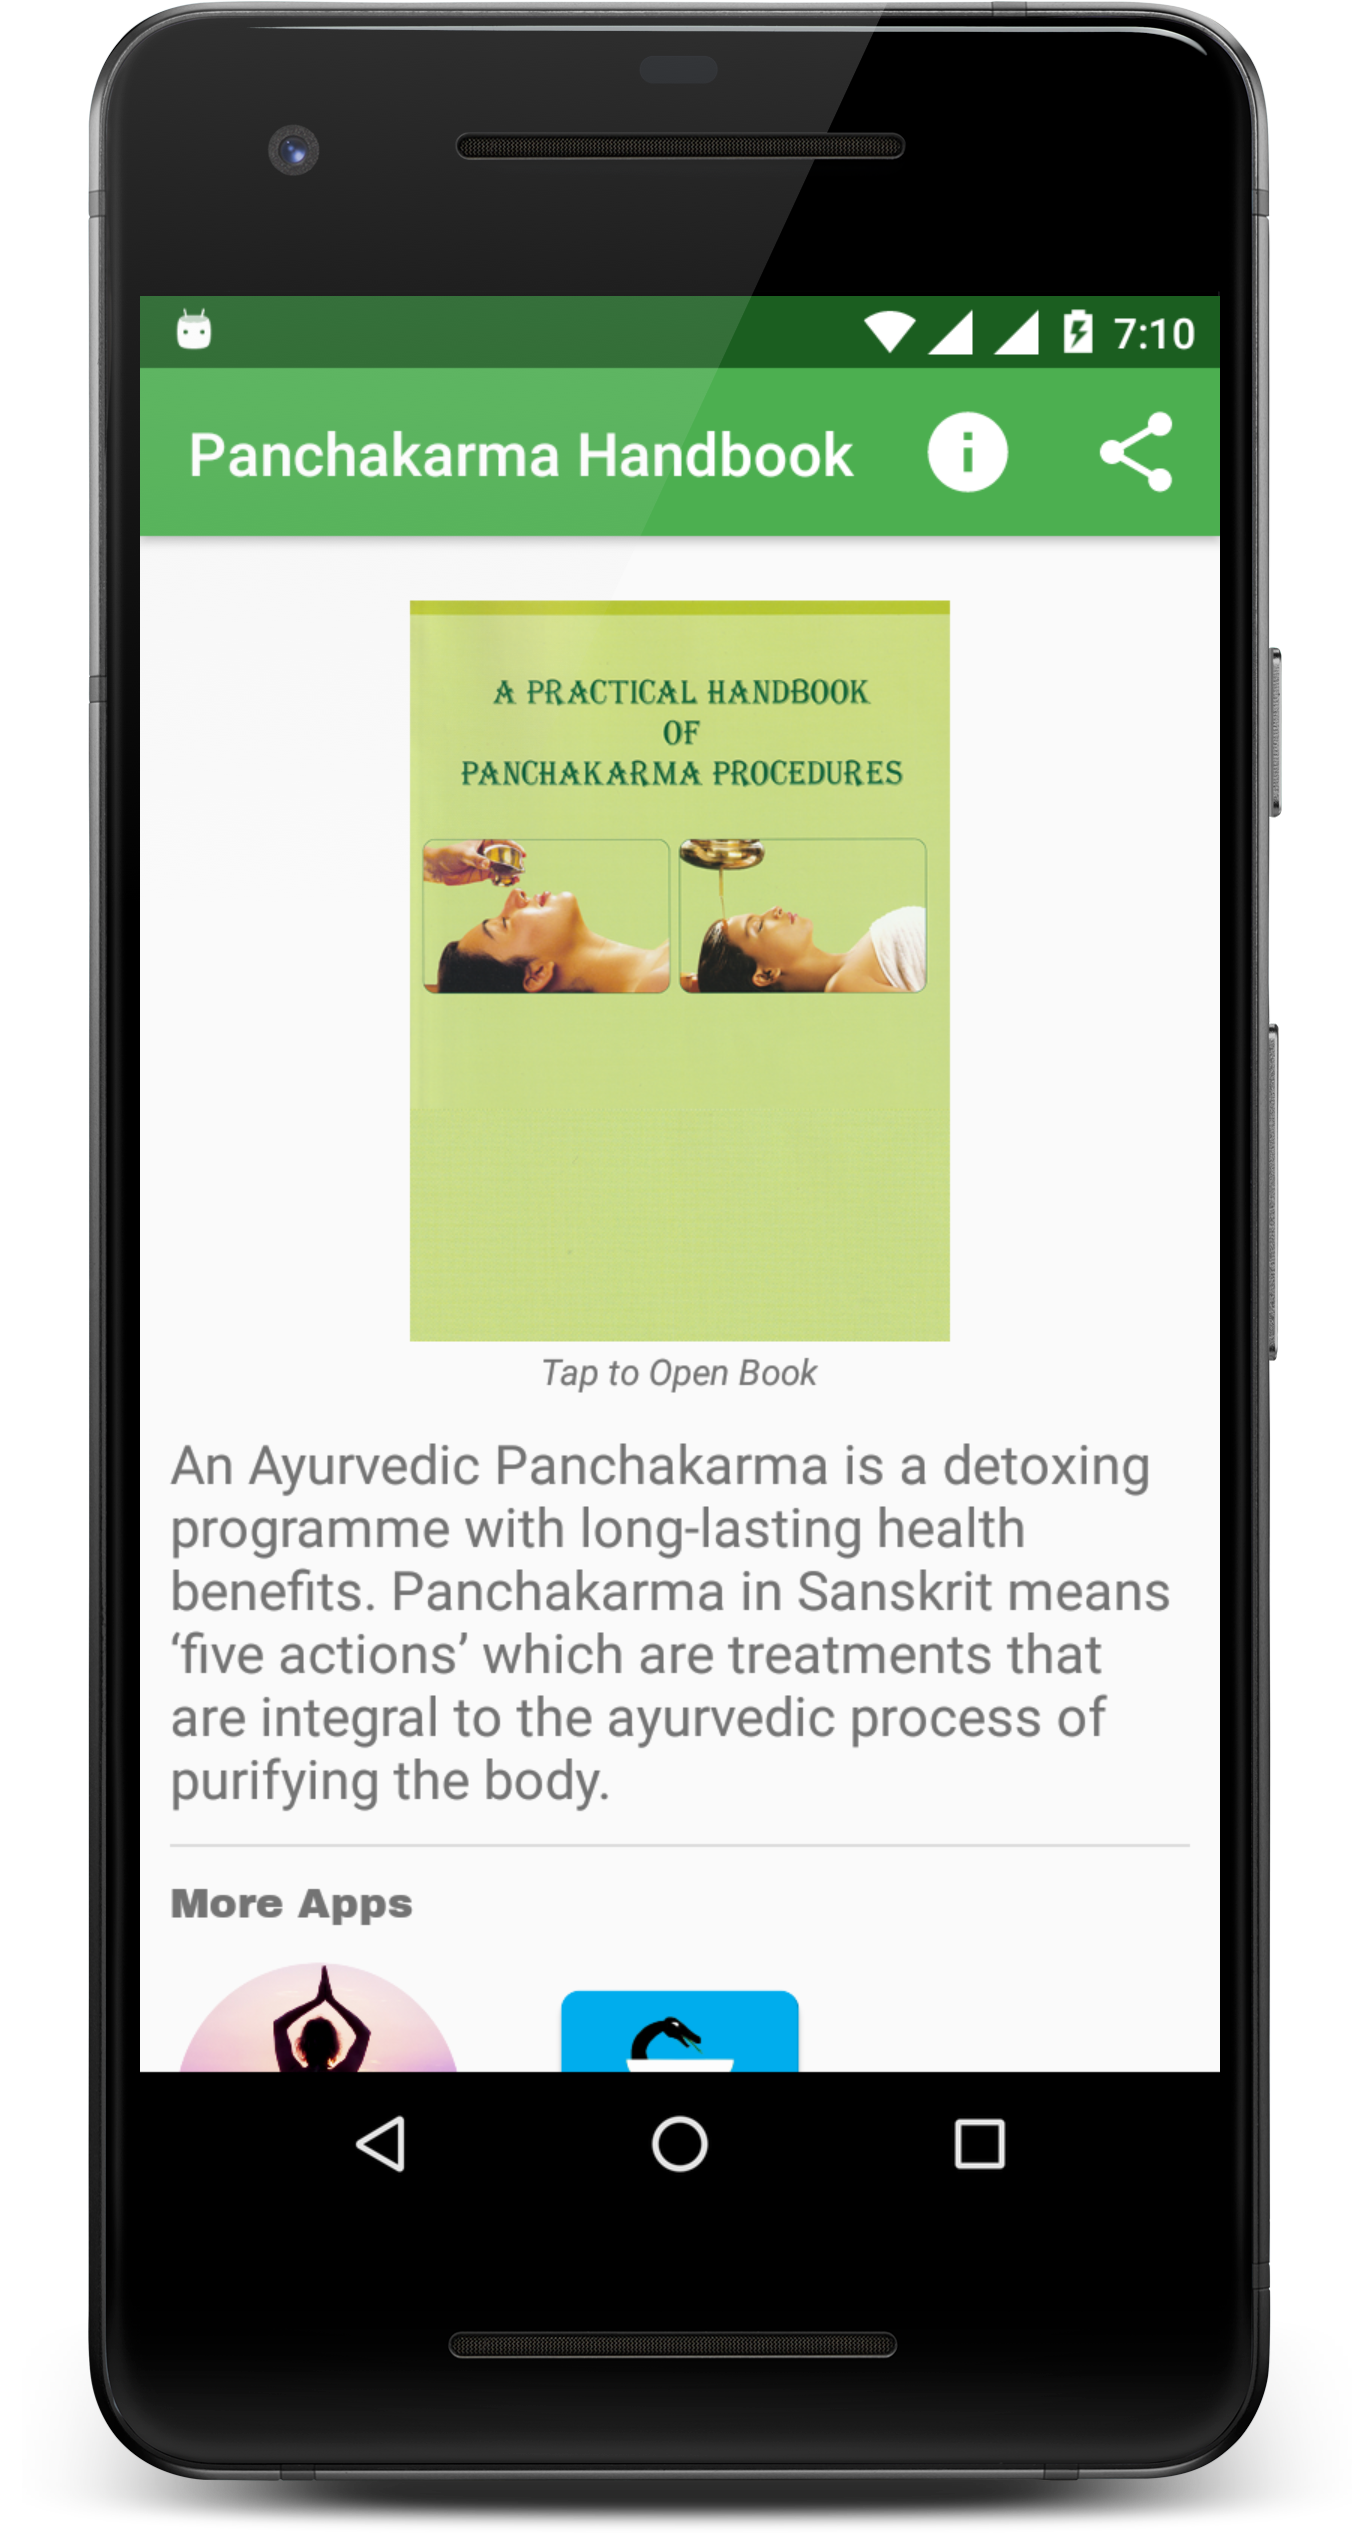 7:10
Panchakarma Handbook
A PRACTICAL HANDBOOK
OF
PANCHAKARMA PROCEDURES
Tap to Open Book
An Ayurvedic Panchakarma is a detoxing
programme with long-lasting health
benefits. Panchakarma in Sanskrit means
‘five actions’ which are treatments that
are integral to the ayurvedic process of
purifying the body.
More Apps